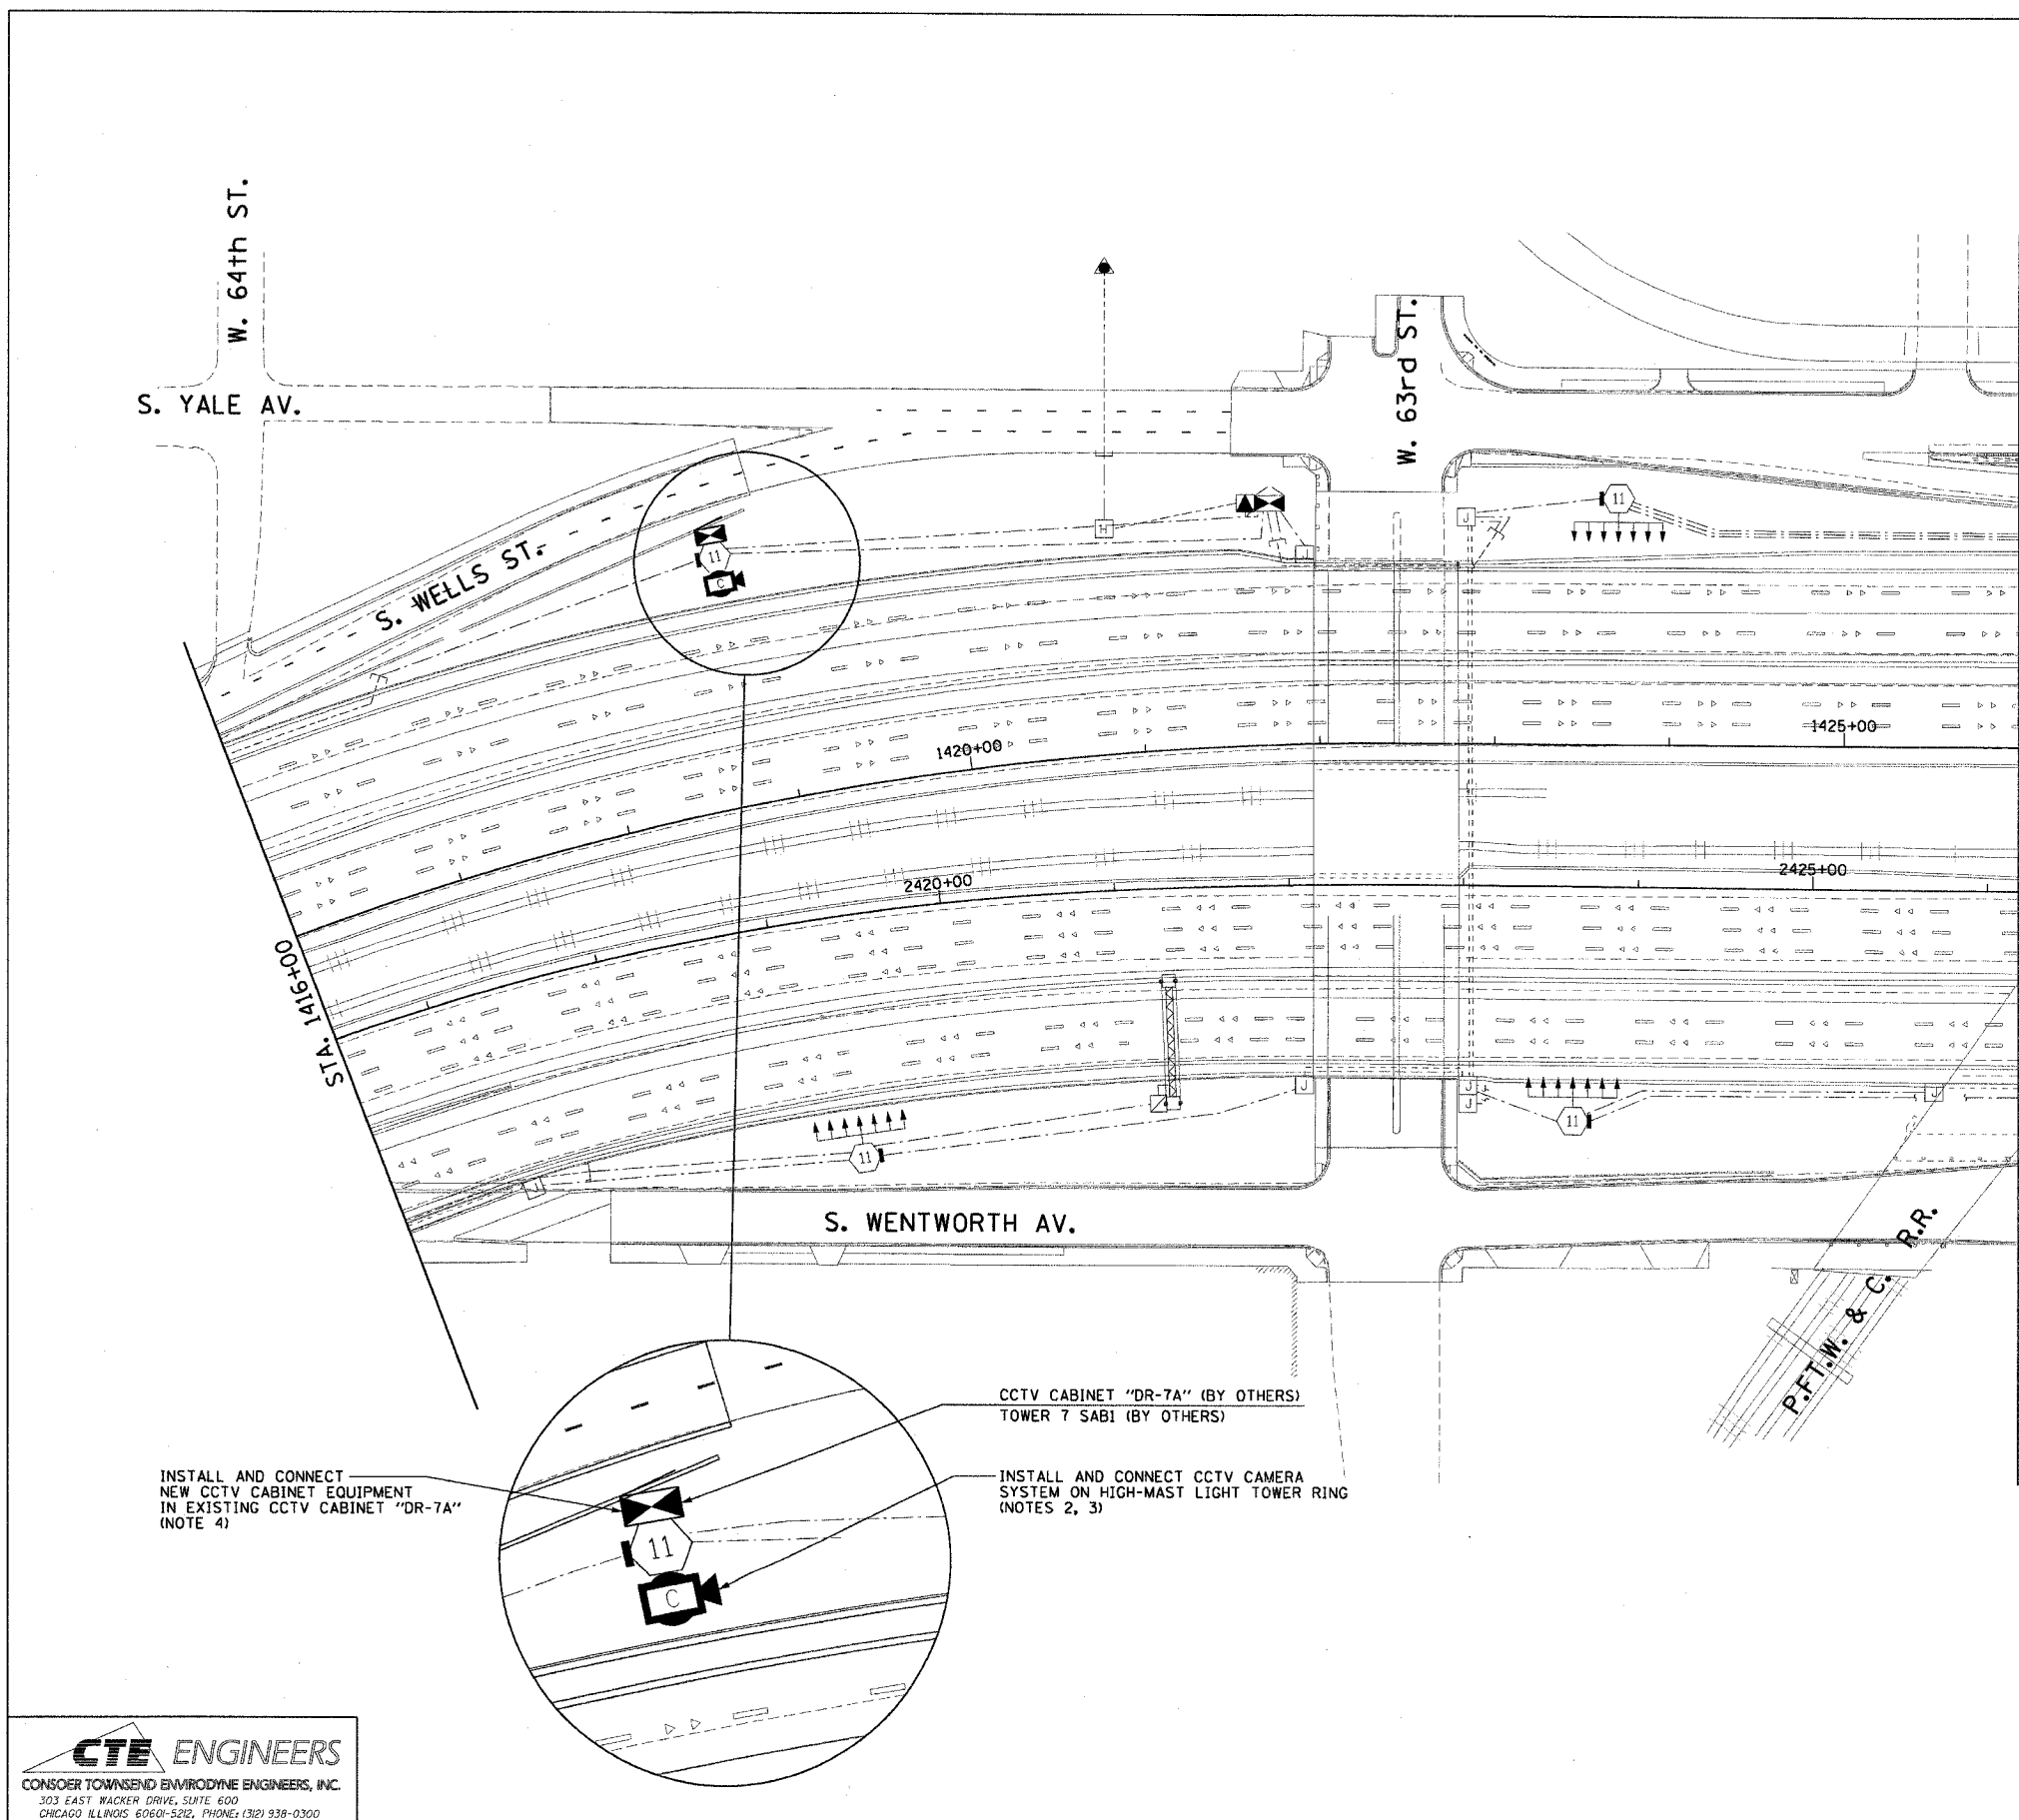 W. 64th ST.
S. YALE AV.
W. 63rd ST.
S. WELLS ST.
11
C
H
J
J
11
E
1425+00
1420+00
2420+00
2425+00
STA. 1416+00
J
J
J
J
11
11
J
S. WENTWORTH AV.
R.R.
P.FT.W. & C.
CCTV CABINET "DR-7A" (BY OTHERS)
TOWER 7 SAB1 (BY OTHERS)
INSTALL AND CONNECT
NEW CCTV CABINET EQUIPMENT
IN EXISTING CCTV CABINET "DR-7A"
(NOTE 4)
INSTALL AND CONNECT CCTV CAMERA
SYSTEM ON HIGH-MAST LIGHT TOWER RING
(NOTES 2, 3)
11
C
CTE ENGINEERS
CONSOER TOWNSEND ENVIRODYNE ENGINEERS, INC.
303 EAST WACKER DRIVE, SUITE 600
CHICAGO ILLINOIS 60601-5212, PHONE: (312) 938-0300